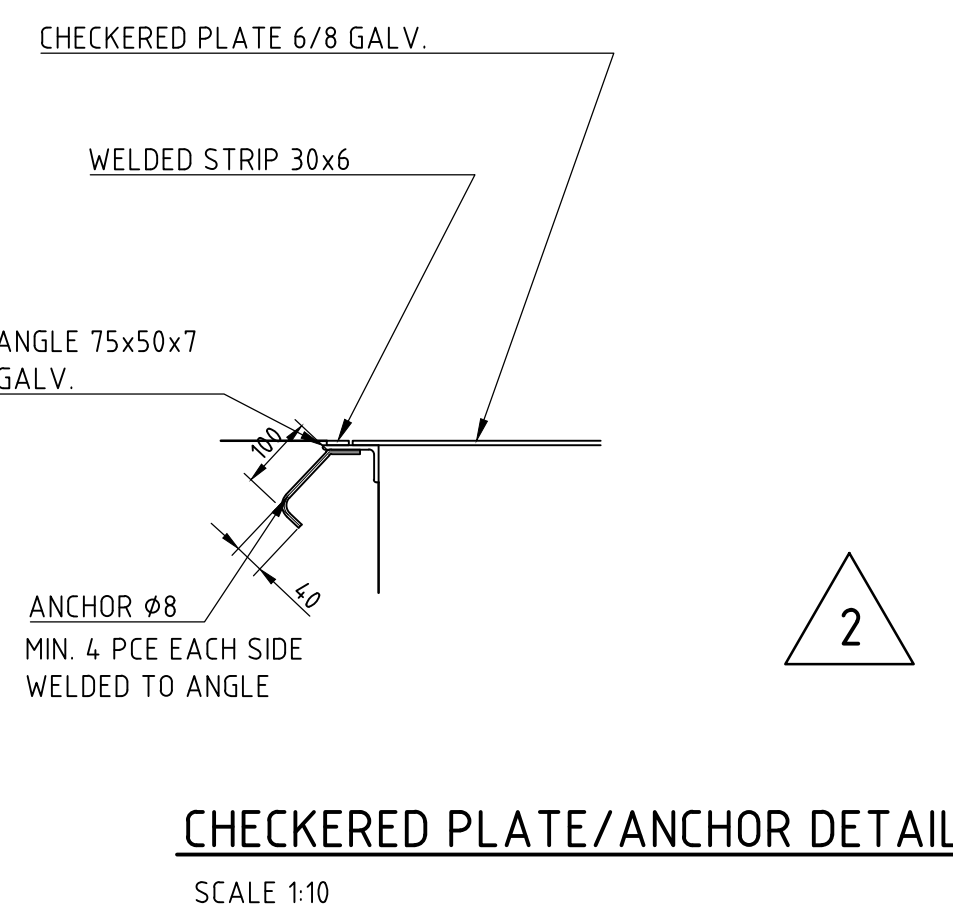 CHECKERED PLATE 6/8 GALV.
WELDED STRIP 30x6
ANGLE 75x50x7
GALV.
100
40
ANCHOR ϕ8
MIN. 4 PCE EACH SIDE
WELDED TO ANGLE
2
CHECKERED PLATE/ANCHOR DETAIL
SCALE 1:10